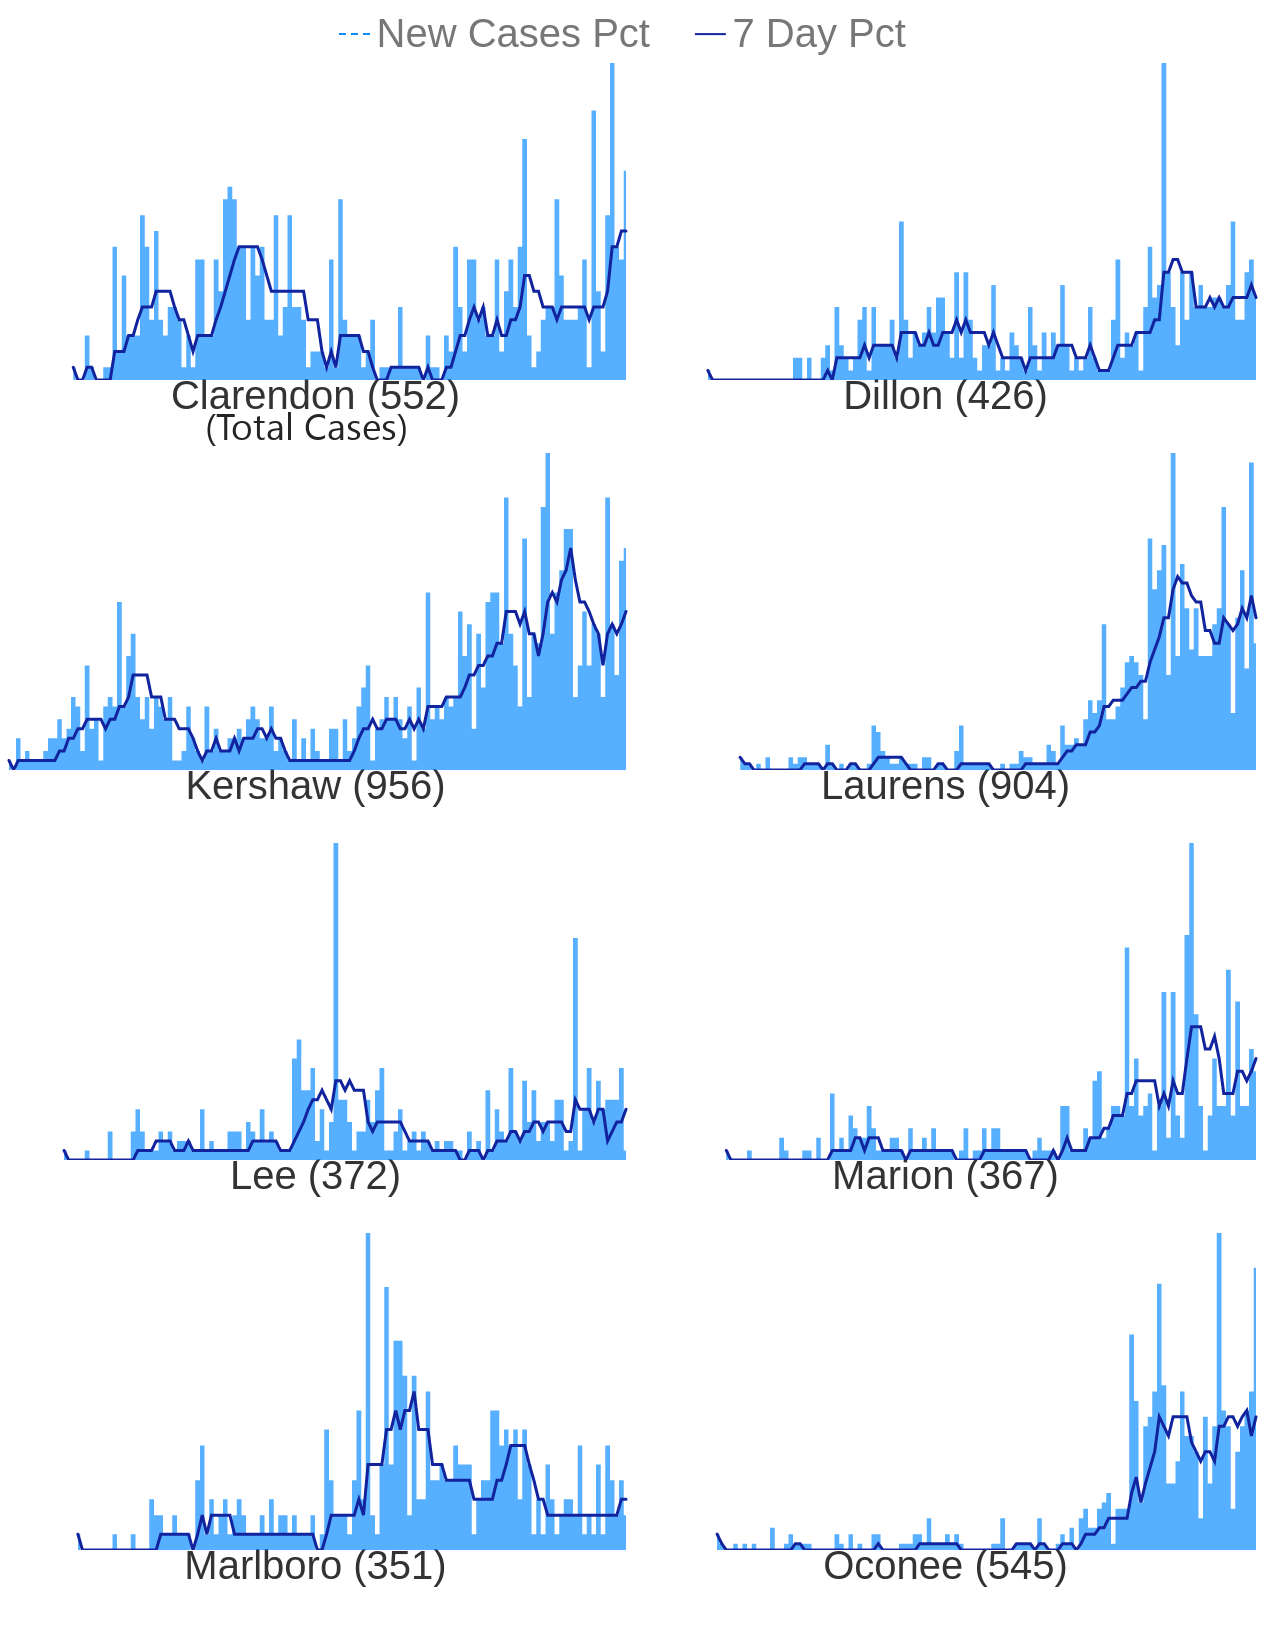 New Cases Pct 7 Day Pct
Clarendon (552) Dillon (426)
(Total Cases)
Kershaw (956) Laurens (904)
Lee (372) Marion (367)
Marlboro (351) Oconee (545)